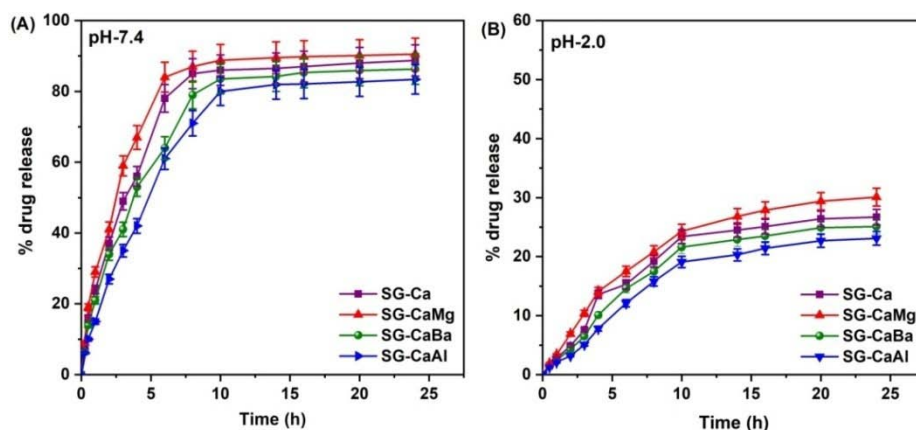 (A)
pH-7.4
% drug release
100
80
60
40
20
0
SG-Ca
SG-CaMg
SG-CaBa
SG-CaAl
0 5 10 15 20 25
Time (h)
(B)
pH-2.0
% drug release
60
50
40
30
20
10
0
SG-Ca
SG-CaMg
SG-CaBa
SG-CaAl
0 5 10 15 20 25
Time (h)